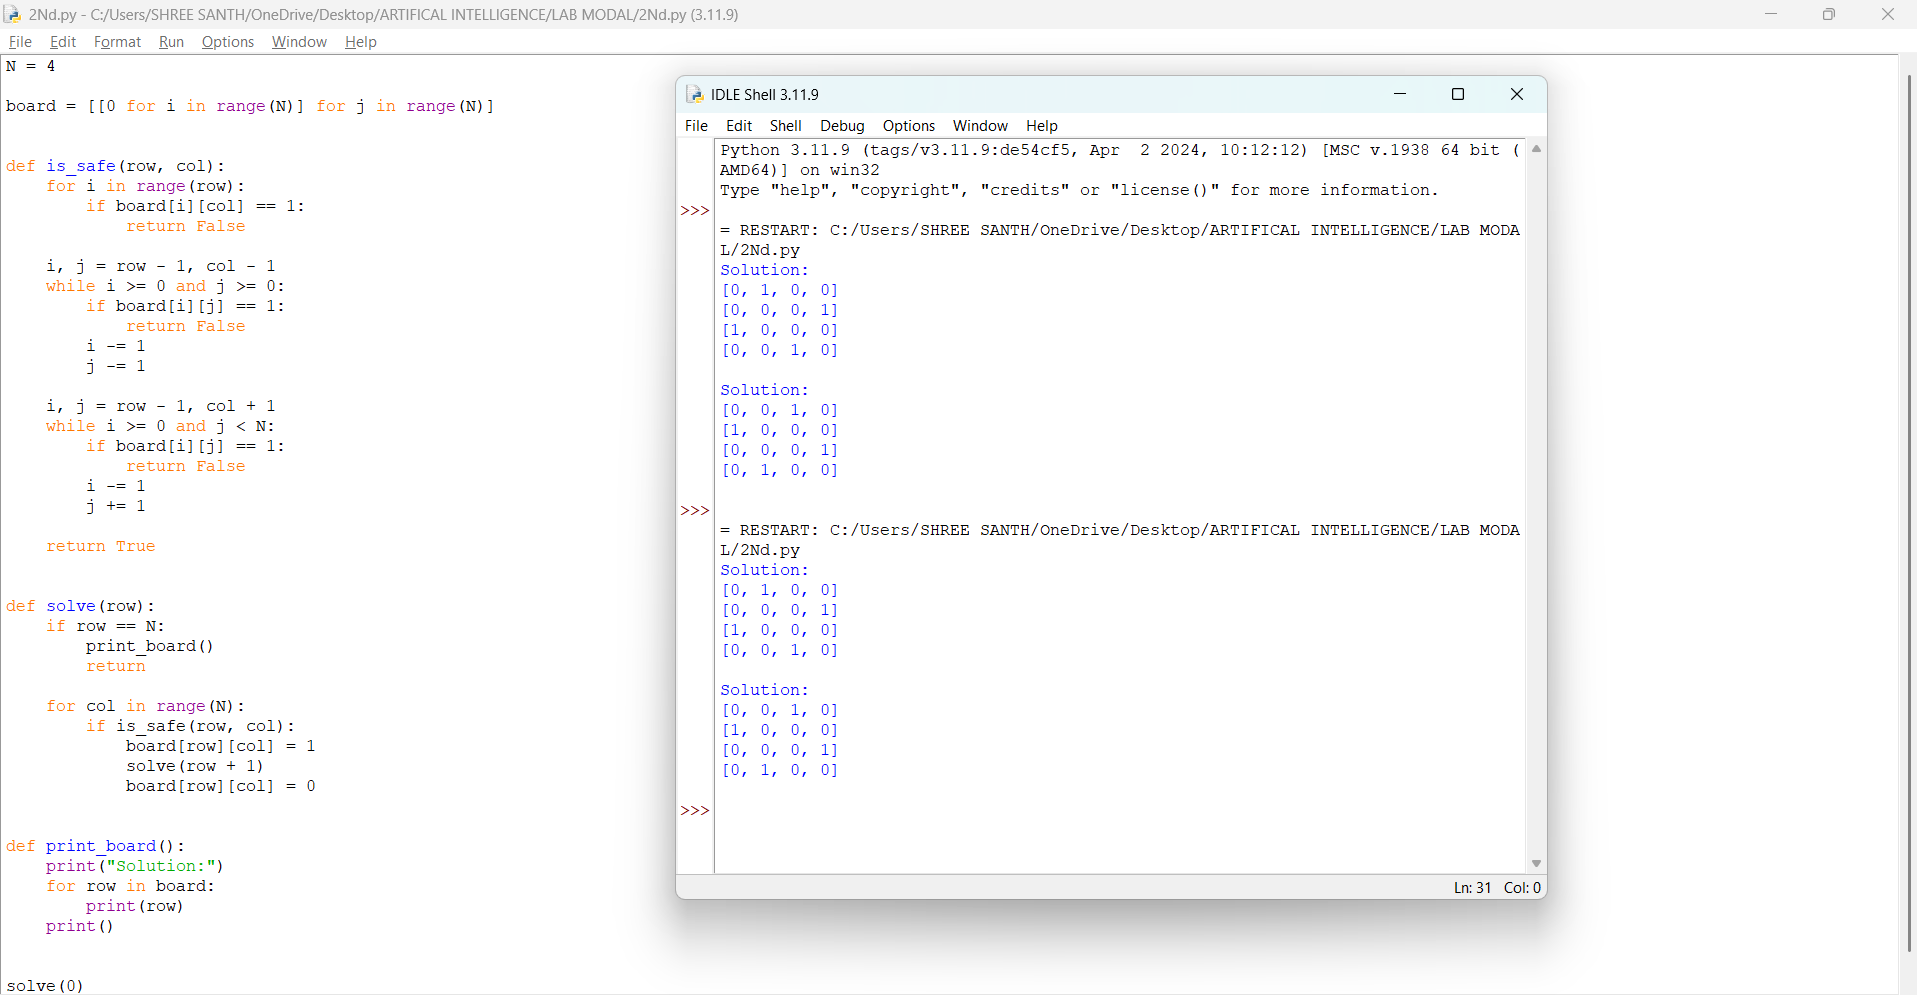 2Nd.py - C:/Users/SHREE SANTH/OneDrive/Desktop/ARTIFICAL INTELLIGENCE/LAB MODAL/2Nd.py (3.11.9)
File Edit Format Run Options Window Help
N = 4

board = [[0 for i in range(N)] for j in range(N)]

def is_safe(row, col):
    for i in range(row):
        if board[i][col] == 1:
            return False

    i, j = row - 1, col - 1
    while i >= 0 and j >= 0:
        if board[i][j] == 1:
            return False
        i -= 1
        j -= 1

    i, j = row - 1, col + 1
    while i >= 0 and j < N:
        if board[i][j] == 1:
            return False
        i -= 1
        j += 1

    return True

def solve(row):
    if row == N:
        print_board()
        return

    for col in range(N):
        if is_safe(row, col):
            board[row][col] = 1
            solve(row + 1)
            board[row][col] = 0

def print_board():
    print("Solution:")
    for row in board:
        print(row)
    print()

solve(0)
IDLE Shell 3.11.9
File Edit Shell Debug Options Window Help
Python 3.11.9 (tags/v3.11.9:de54cf5, Apr  2 2024, 10:12:12) [MSC v.1938 64 bit (
AMD64)] on win32
Type "help", "copyright", "credits" or "license()" for more information.
>>>
= RESTART: C:/Users/SHREE SANTH/OneDrive/Desktop/ARTIFICAL INTELLIGENCE/LAB MODA
L/2Nd.py
Solution:
[0, 1, 0, 0]
[0, 0, 0, 1]
[1, 0, 0, 0]
[0, 0, 1, 0]

Solution:
[0, 0, 1, 0]
[1, 0, 0, 0]
[0, 0, 0, 1]
[0, 1, 0, 0]

>>>
= RESTART: C:/Users/SHREE SANTH/OneDrive/Desktop/ARTIFICAL INTELLIGENCE/LAB MODA
L/2Nd.py
Solution:
[0, 1, 0, 0]
[0, 0, 0, 1]
[1, 0, 0, 0]
[0, 0, 1, 0]

Solution:
[0, 0, 1, 0]
[1, 0, 0, 0]
[0, 0, 0, 1]
[0, 1, 0, 0]

>>>
Ln: 31 Col: 0